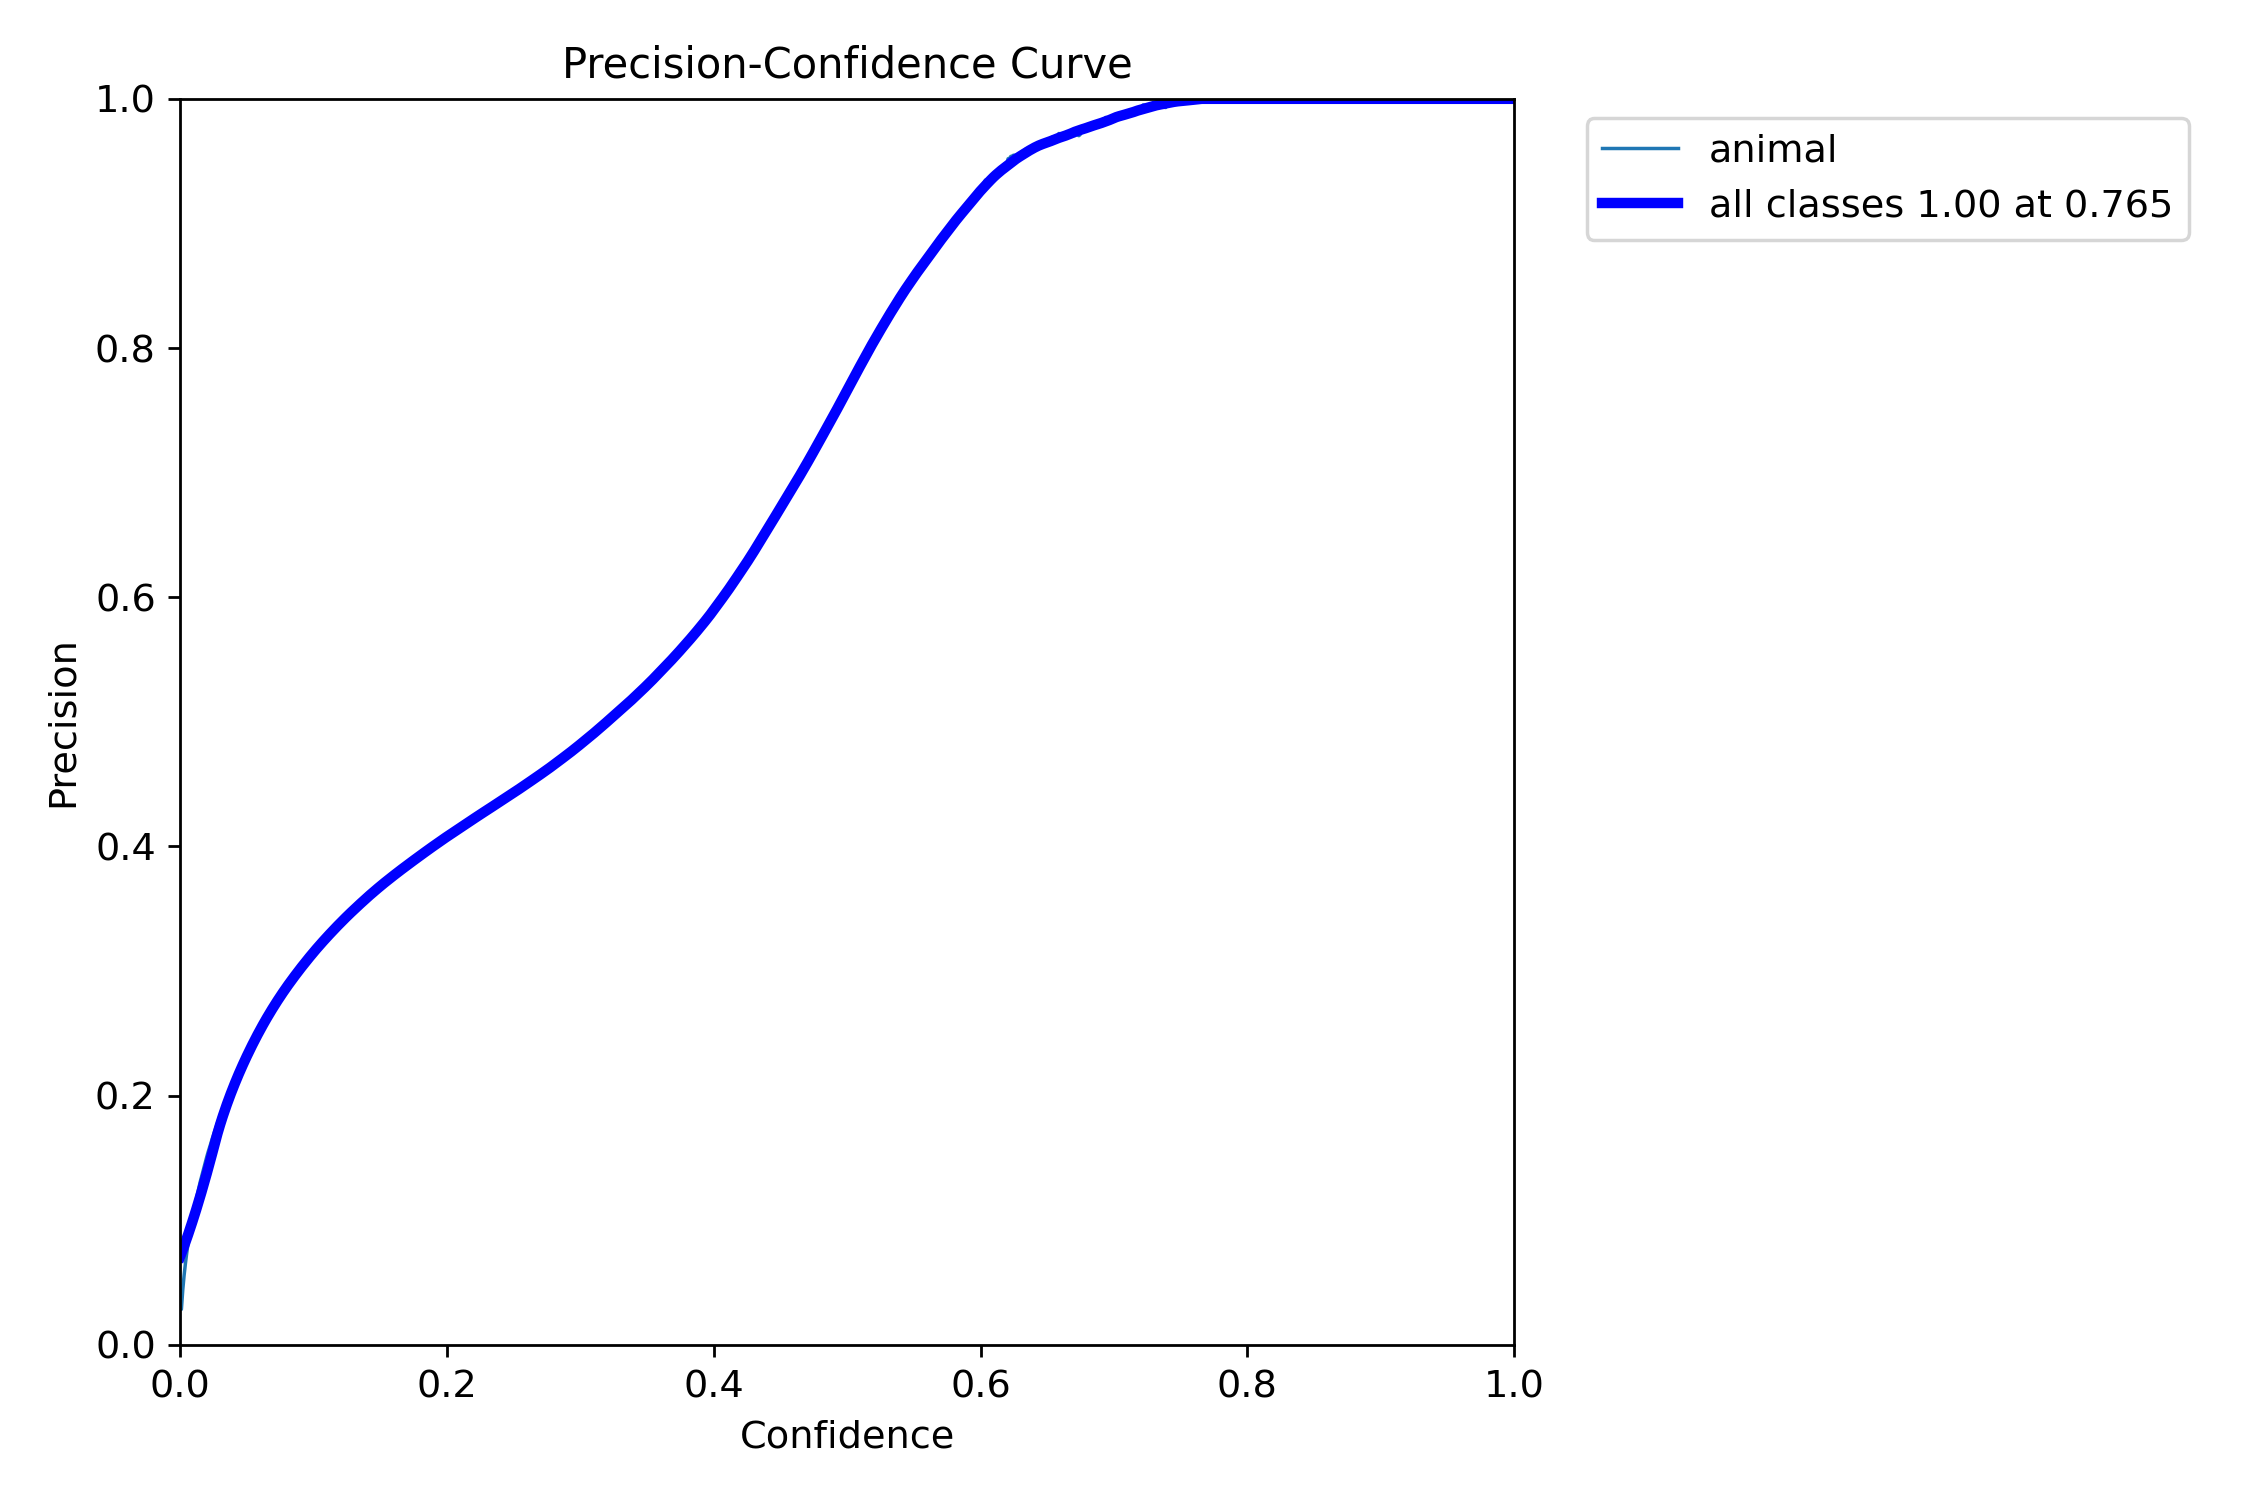 Precision-Confidence Curve
1.0
0.8
0.6
0.4
0.2
0.0
Precision
0.0 0.2 0.4 0.6 0.8 1.0
Confidence
animal
all classes 1.00 at 0.765